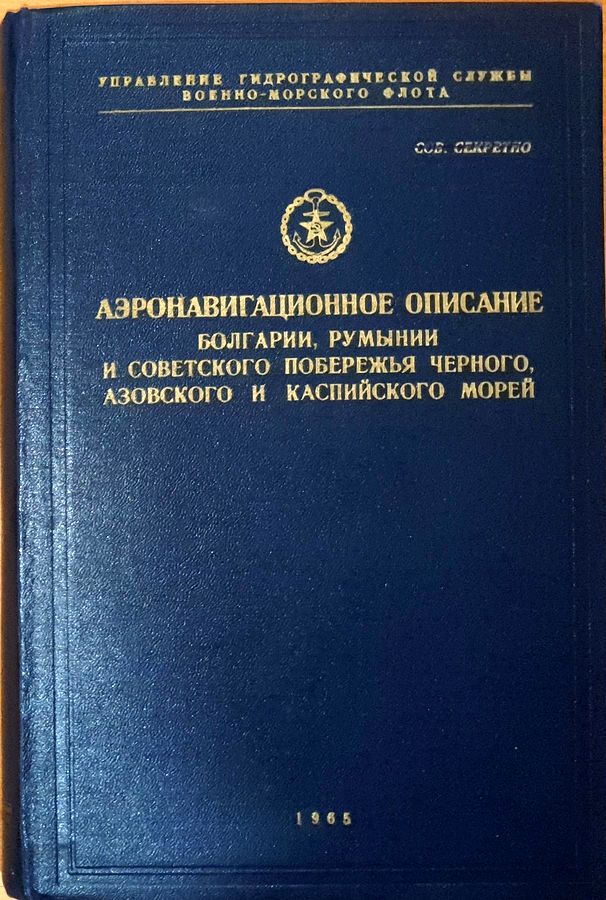 УПРАВЛЕНИЕ ГИДРОГРАФИЧЕСКОЙ СЛУЖБЫ
ВОЕННО-МОРСКОГО ФЛОТА
СОВ. СЕКРЕТНО
АЭРОНАВИГАЦИОННОЕ ОПИСАНИЕ
БОЛГАРИИ, РУМЫНИИ
И СОВЕТСКОГО ПОБЕРЕЖЬЯ ЧЕРНОГО,
АЗОВСКОГО И КАСПИЙСКОГО МОРЕЙ
1965